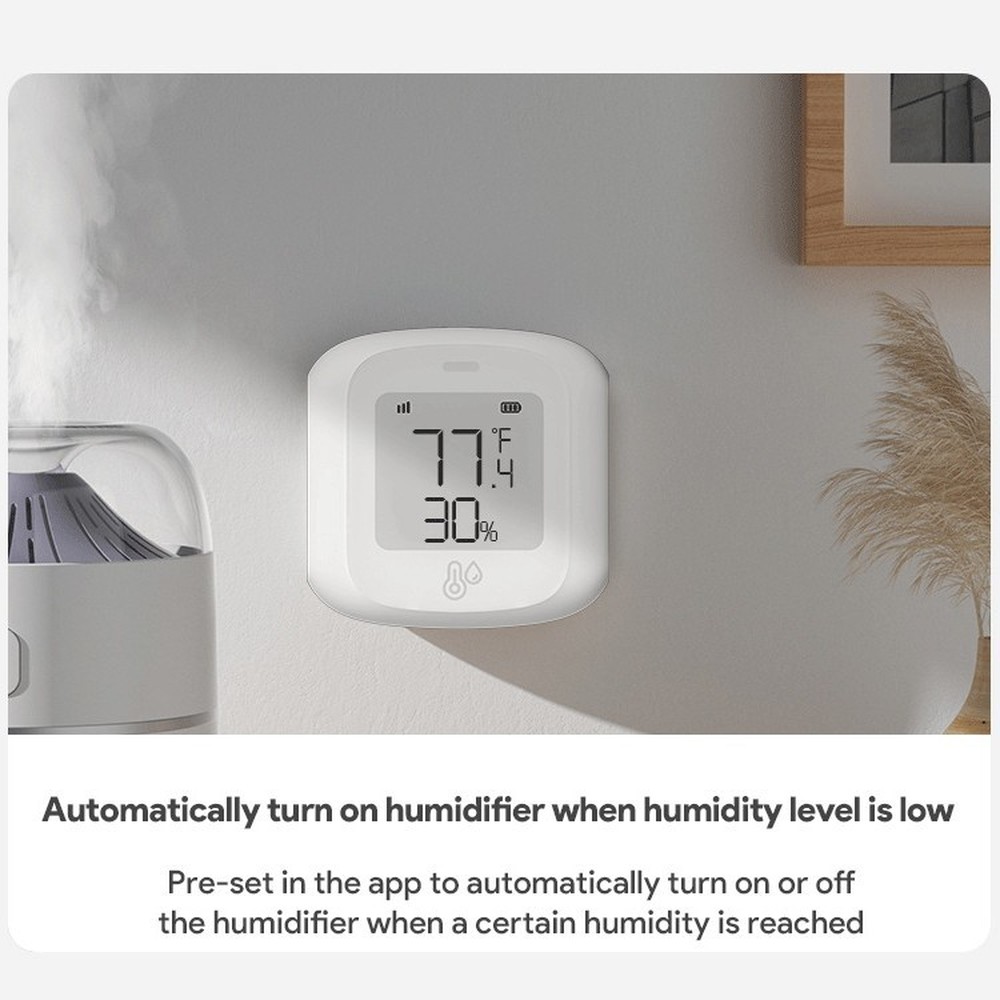 77.4 °F
30%
Automatically turn on humidifier when humidity level is low
Pre-set in the app to automatically turn on or off
the humidifier when a certain humidity is reached